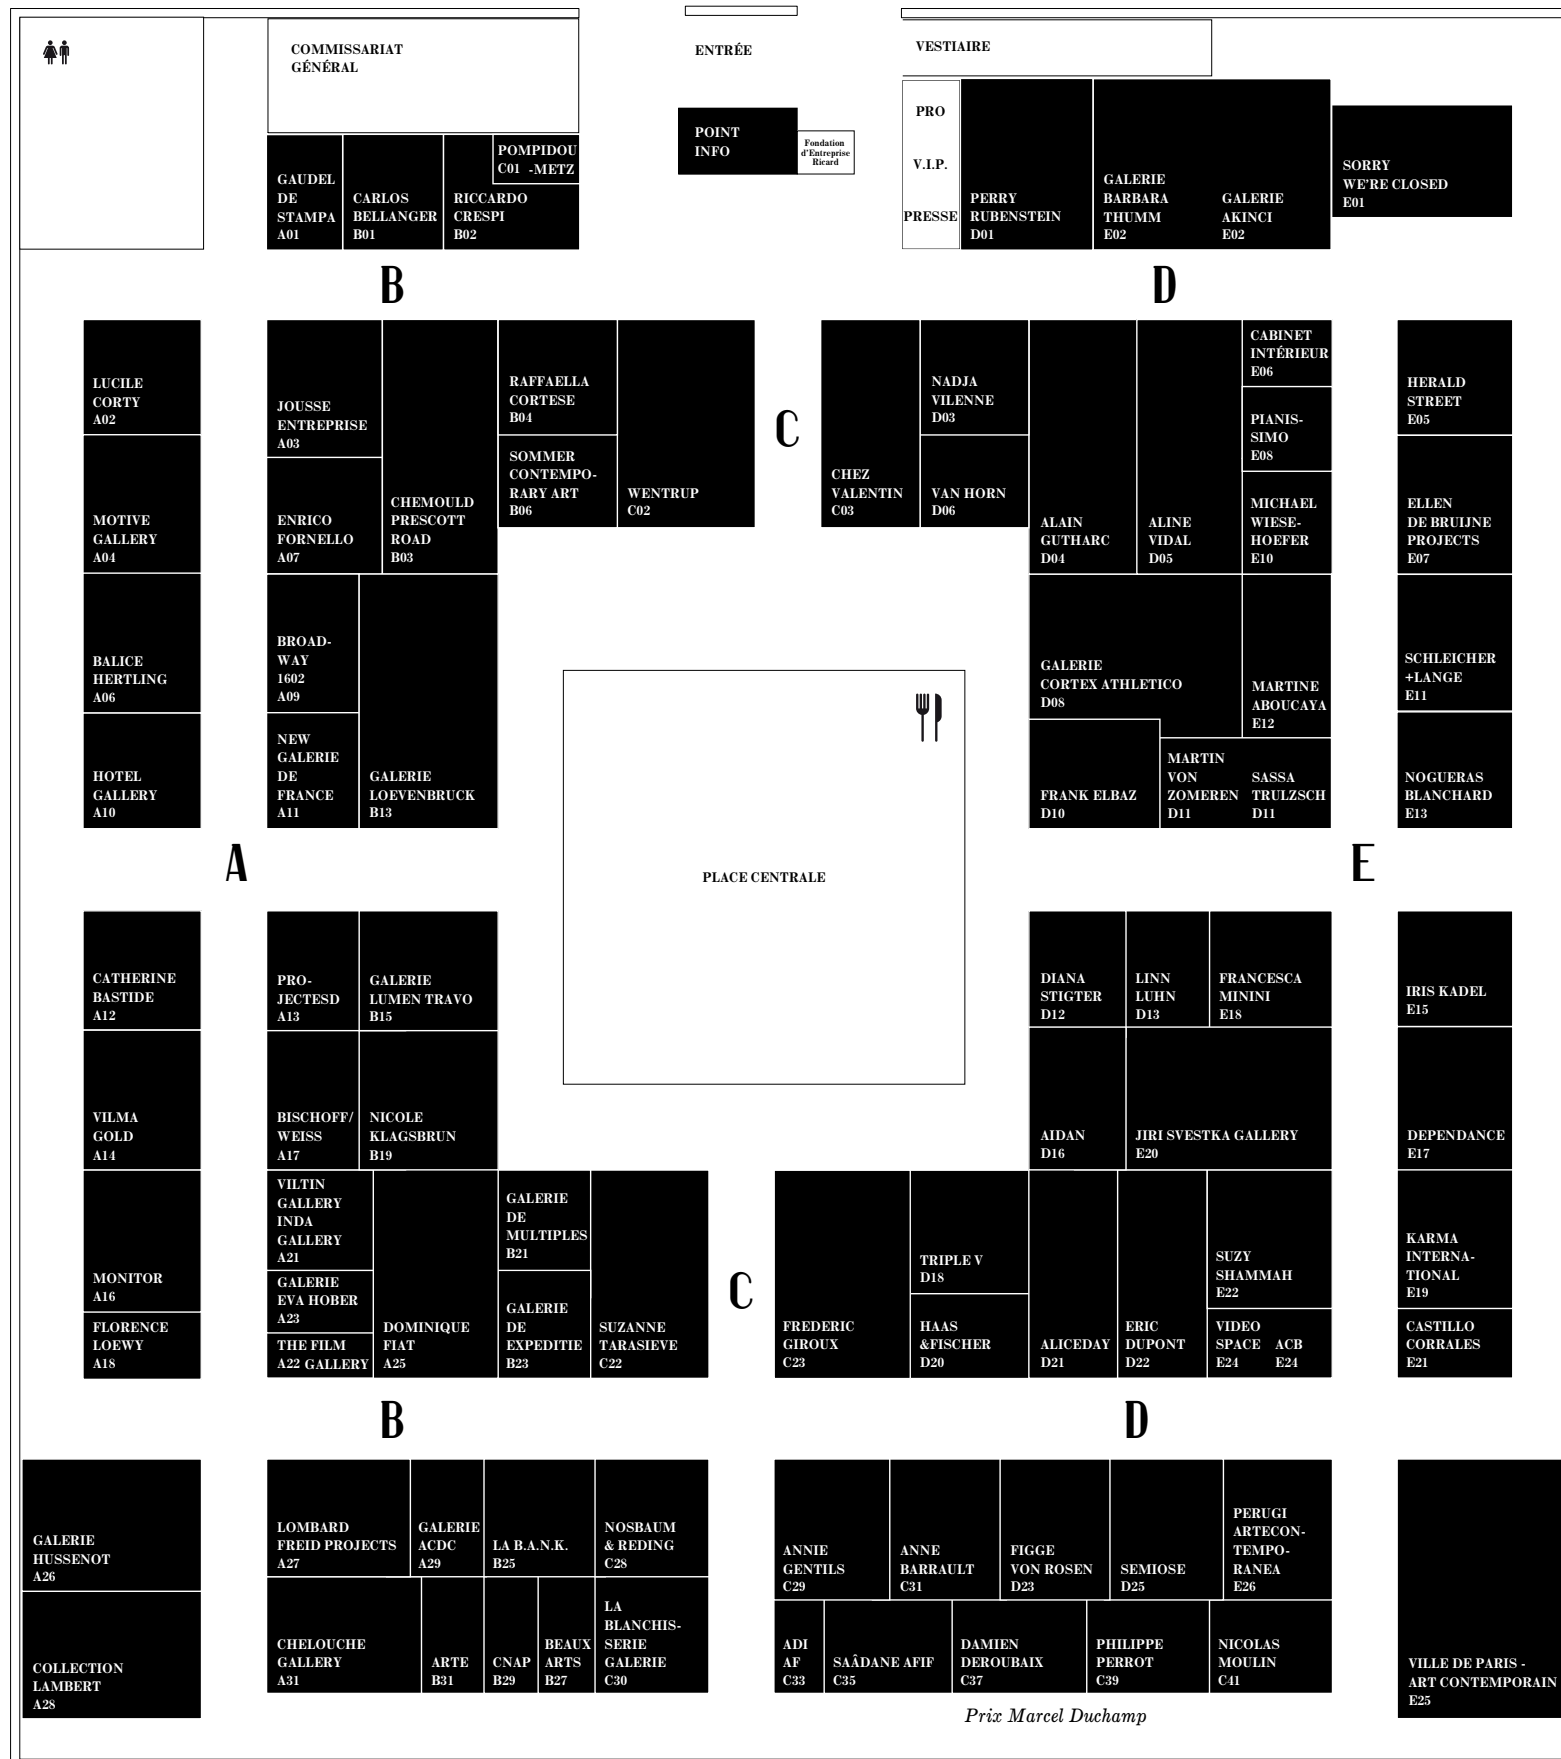 COMMISSARIAT
GÉNÉRAL
ENTRÉE
VESTIAIRE
POINT
INFO
Fondation
d'Entreprise
Ricard
PRO
V.I.P.
PRESSE
GAUDEL
DE
STAMPA
A01
CARLOS
BELLANGER
B01
RICCARDO
CRESPI
B02
POMPIDOU
C01 -METZ
PERRY
RUBENSTEIN
D01
GALERIE
BARBARA
THUMM
E02
GALERIE
AKINCI
E02
SORRY
WE'RE CLOSED
E01
B
D
LUCILE
CORTY
A02
MOTIVE
GALLERY
A04
BALICE
HERTLING
A06
HOTEL
GALLERY
A10
JOUSSE
ENTREPRISE
A03
ENRICO
FORNELLO
A07
CHEMOULD
PRESCOTT
ROAD
B03
RAFFAELLA
CORTESE
B04
SOMMER
CONTEMPO-
RARY ART
B06
WENTRUP
C02
BROAD-
WAY
1602
A09
NEW
GALERIE
DE
FRANCE
A11
GALERIE
LOEVENBRUCK
B13
C
CHEZ
VALENTIN
C03
NADJA
VILENNE
D03
VAN HORN
D06
ALAIN
GUTHARC
D04
ALINE
VIDAL
D05
CABINET
INTÉRIEUR
E06
PIANIS-
SIMO
E08
MICHAEL
WIESE-
HOEFER
E10
GALERIE
CORTEX ATHLETICO
D08
MARTINE
ABOUCAYA
E12
FRANK ELBAZ
D10
MARTIN
VON
ZOMEREN
D11
SASSA
TRULZSCH
D11
HERALD
STREET
E05
ELLEN
DE BRUIJNE
PROJECTS
E07
SCHLEICHER
+LANGE
E11
NOGUERAS
BLANCHARD
E13
A
PLACE CENTRALE
E
CATHERINE
BASTIDE
A12
VILMA
GOLD
A14
MONITOR
A16
FLORENCE
LOEWY
A18
PRO-
JECTESD
A13
GALERIE
LUMEN TRAVO
B15
BISCHOFF/
WEISS
A17
NICOLE
KLAGSBRUN
B19
VILTIN
GALLERY
INDA
GALLERY
A21
GALERIE
EVA HOBER
A23
THE FILM
A22 GALLERY
DOMINIQUE
FIAT
A25
GALERIE
DE
MULTIPLES
B21
GALERIE
DE
EXPEDITIE
B23
SUZANNE
TARASIEVE
C22
C
DIANA
STIGTER
D12
LINN
LUHN
D13
FRANCESCA
MININI
E18
AIDAN
D16
JIRI SVESTKA GALLERY
E20
FREDERIC
GIROUX
C23
TRIPLE V
D18
HAAS
&FISCHER
D20
ALICEDAY
D21
ERIC
DUPONT
D22
SUZY
SHAMMAH
E22
VIDEO
SPACE
E24
ACB
E24
IRIS KADEL
E15
DEPENDANCE
E17
KARMA
INTERNA-
TIONAL
E19
CASTILLO
CORRALES
E21
B
D
GALERIE
HUSSENOT
A26
COLLECTION
LAMBERT
A28
LOMBARD
FREID PROJECTS
A27
GALERIE
ACDC
A29
LA B.A.N.K.
B25
NOSBAUM
& REDING
C28
CHELOUCHE
GALLERY
A31
ARTE
B31
CNAP
B29
BEAUX
ARTS
B27
LA
BLANCHIS-
SERIE
GALERIE
C30
ANNIE
GENTILS
C29
ANNE
BARRAULT
C31
FIGGE
VON ROSEN
D23
SEMIOSE
D25
PERUGI
ARTECON-
TEMPO-
RANEA
E26
ADI
AF
C33
SAÂDANE AFIF
C35
DAMIEN
DEROUBAIX
C37
PHILIPPE
PERROT
C39
NICOLAS
MOULIN
C41
VILLE DE PARIS -
ART CONTEMPORAIN
E25
Prix Marcel Duchamp